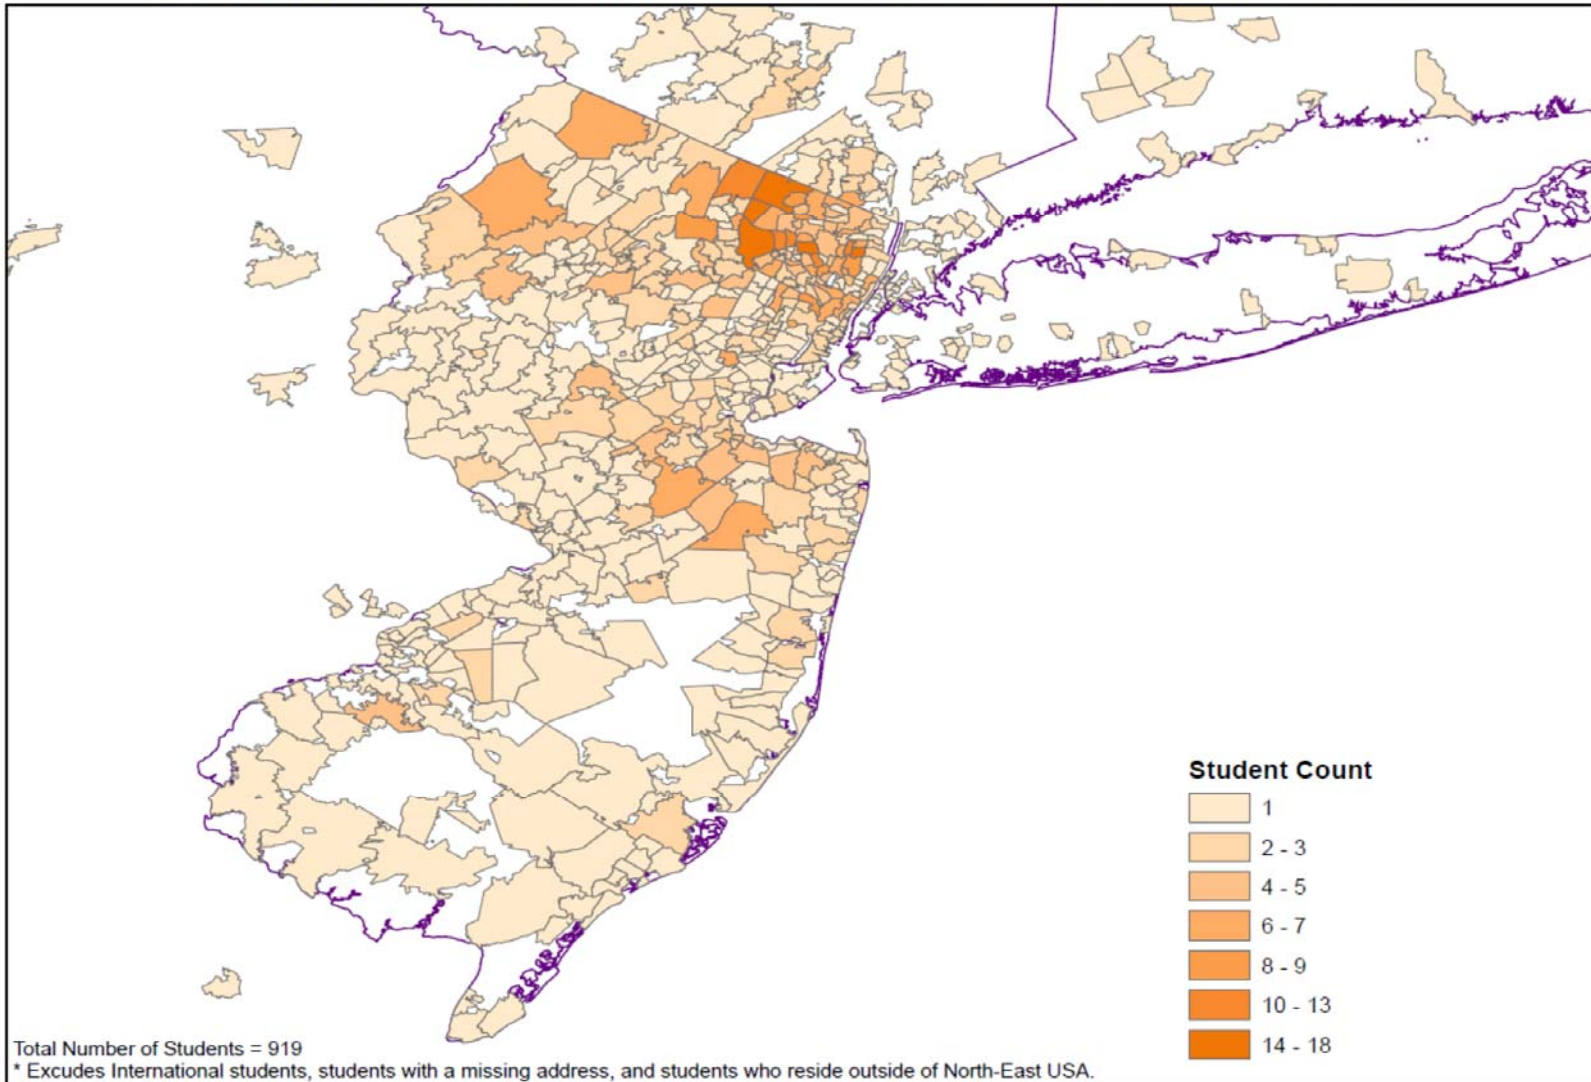 Student Count
1
2 - 3
4 - 5
6 - 7
8 - 9
10 - 13
14 - 18
Total Number of Students = 919
* Excudes International students, students with a missing address, and students who reside outside of North-East USA.